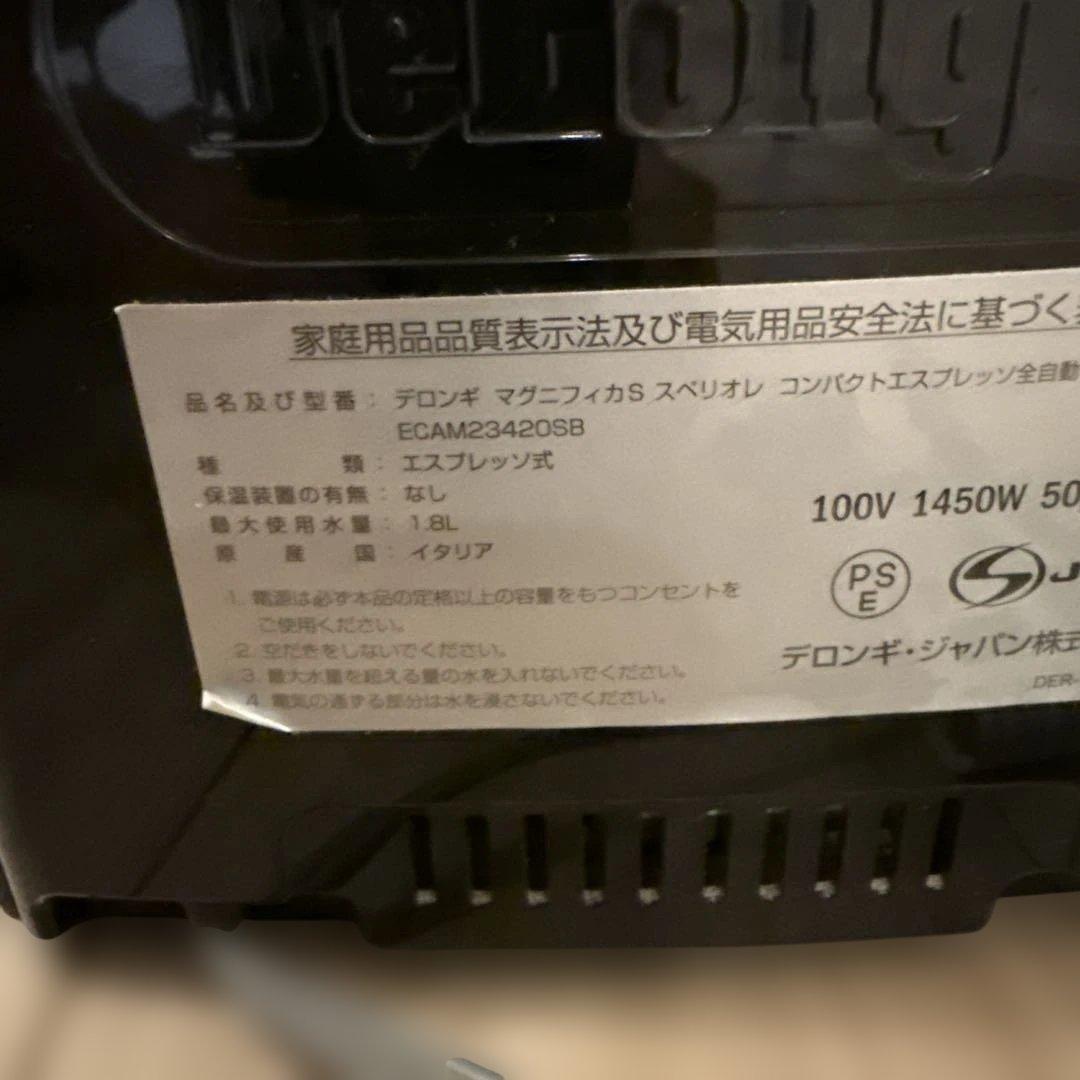 DeLong
家庭用品品質表示法及び電気用品安全法に基づく
品名及び型番：デロンギ マグニフィカS スペリオレ コンパクトエスプレッソ全自動
ECAM23420SB
種類：エスプレッソ式
保温装置の有無：なし
最大使用水量：1.8L
原産国：イタリア
100V 1450W 50
PS
E
1. 電源は必ず本品の定格以上の容量をもつコンセントを
ご使用ください。
2. 空だきをしないでください。
3. 最大水量を超える量の水を入れないでください。
4. 電気の通ずる部分は水を浸さないでください。
デロンギ・ジャパン株式
DER-